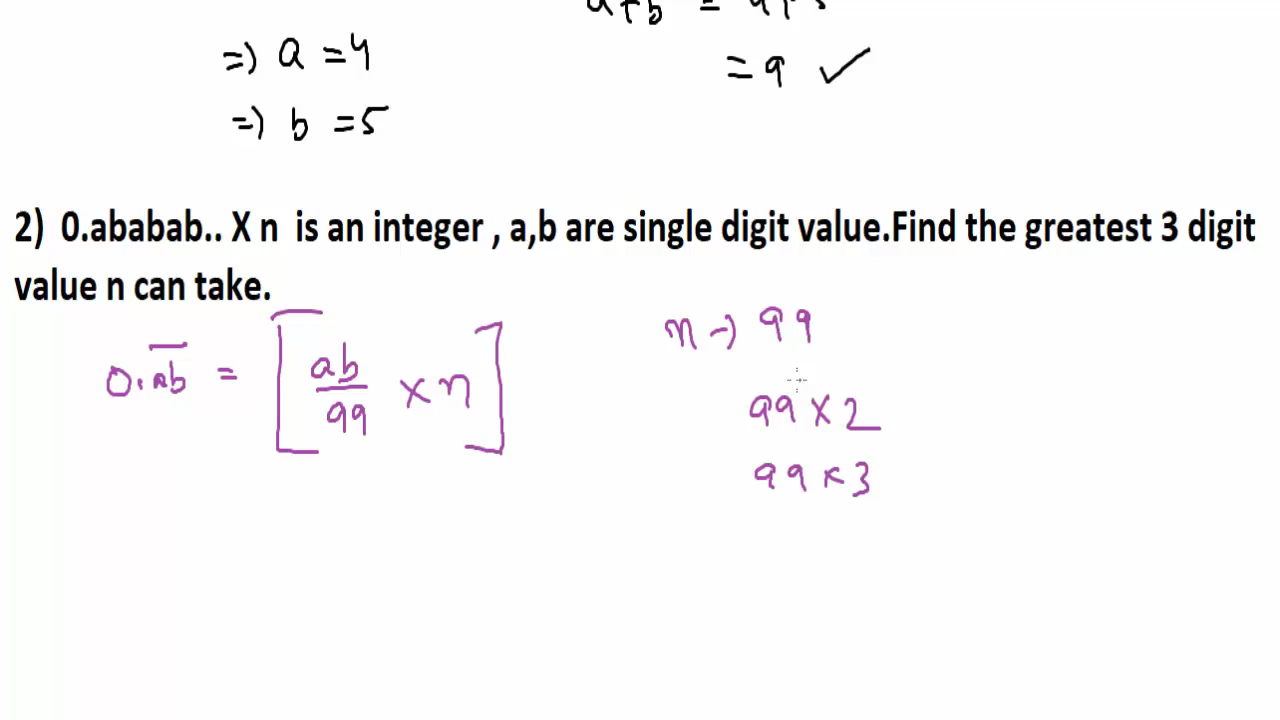 a+b =
=) a = 4
= 9 ✓
=) b = 5
2) 0.ababab.. X n is an integer , a,b are single digit value.Find the greatest 3 digit
value n can take.
n -) 99
0.ab = [ ab/99 × n ]
99 × 2
99 × 3